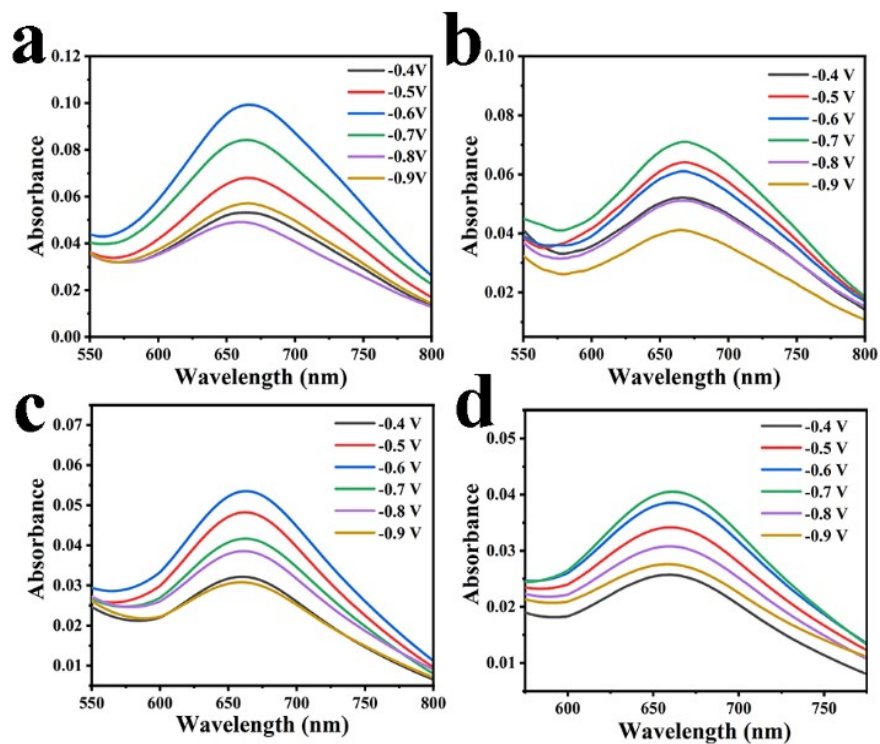 a
0.12
0.10
0.08
0.06
0.04
0.02
0.00
Absorbance
-0.4V
-0.5V
-0.6V
-0.7V
-0.8V
-0.9V
550 600 650 700 750 800
Wavelength (nm)
b
0.10
0.08
0.06
0.04
0.02
Absorbance
-0.4 V
-0.5 V
-0.6 V
-0.7 V
-0.8 V
-0.9 V
550 600 650 700 750 800
Wavelength (nm)
c
0.07
0.06
0.05
0.04
0.03
0.02
0.01
Absorbance
-0.4 V
-0.5 V
-0.6 V
-0.7 V
-0.8 V
-0.9 V
550 600 650 700 750 800
Wavelength (nm)
d
0.05
0.04
0.03
0.02
0.01
Absorbance
-0.4 V
-0.5 V
-0.6 V
-0.7 V
-0.8 V
-0.9 V
600 650 700 750
Wavelength (nm)